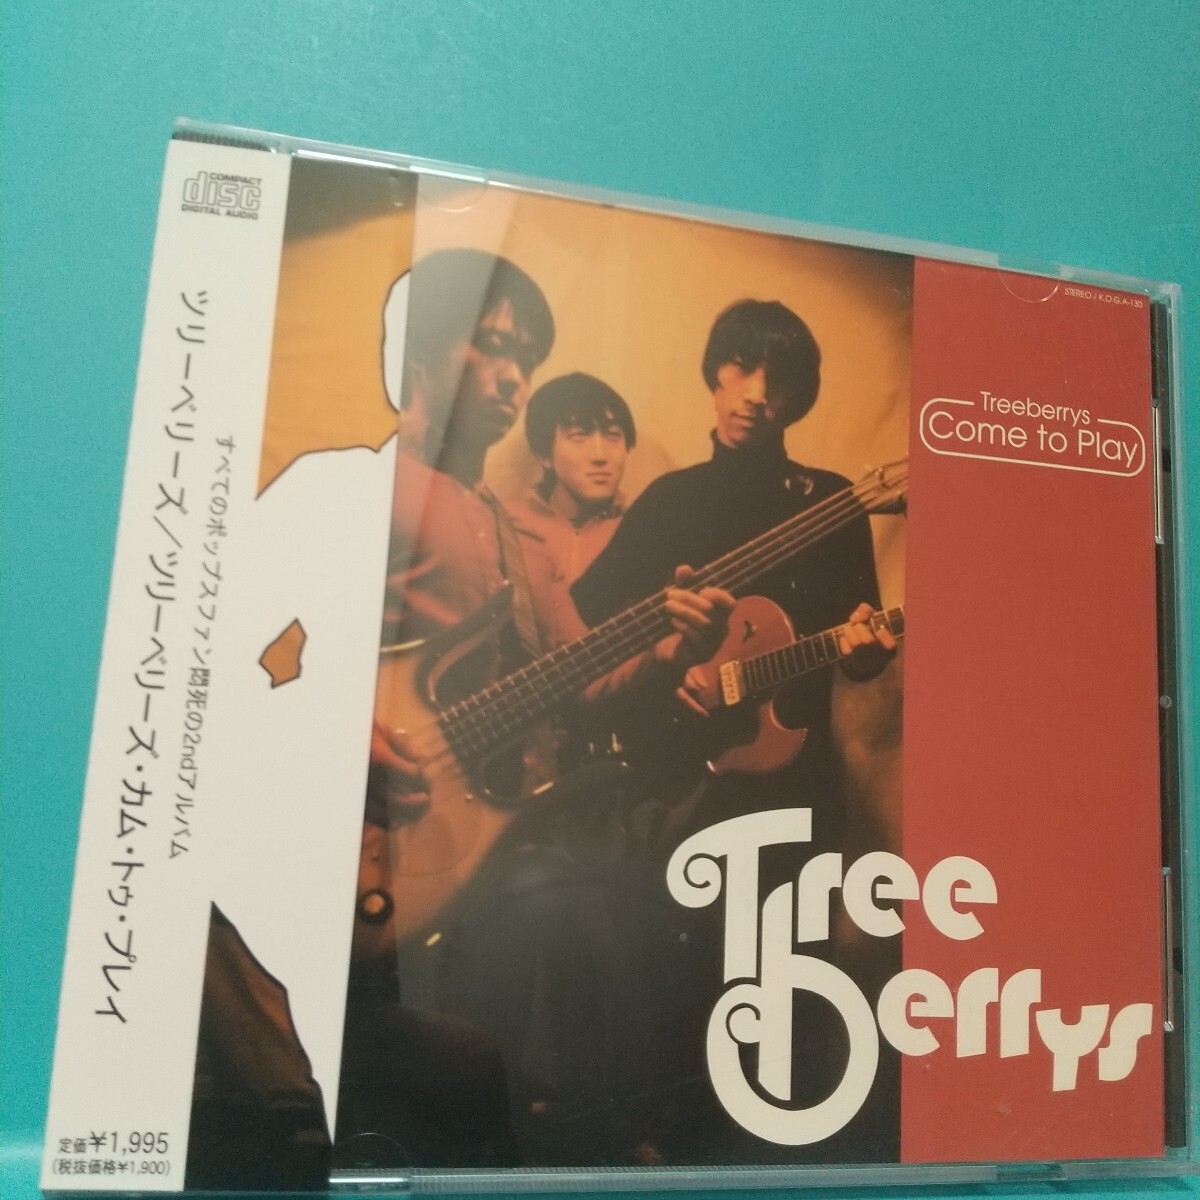 COMPACT
disc
DIGITAL AUDIO
ツリーベリーズ/ツリーベリーズ・カム・トゥ・プレイ
すべてのポップスファン悶死の2ndアルバム
定価¥1,995
(税抜価格¥1,900)
STEREO / K.O.G.A-130
Treeberrys
Come to Play
Tree
berrys